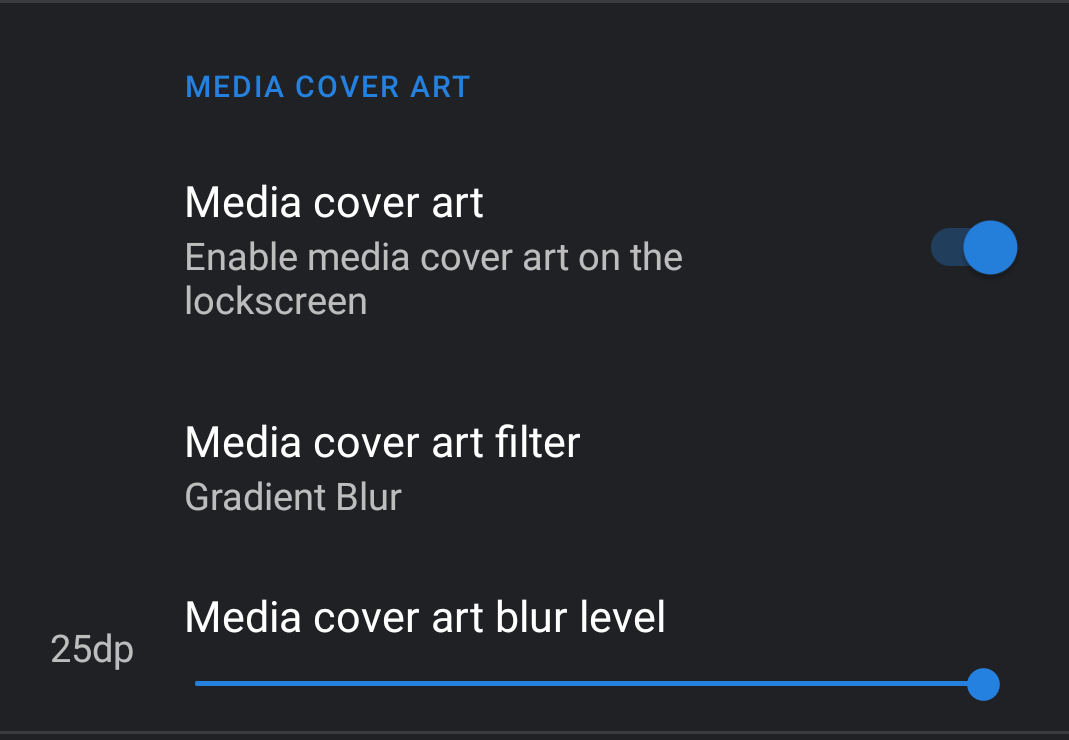 MEDIA COVER ART
Media cover art
Enable media cover art on the
lockscreen
Media cover art filter
Gradient Blur
Media cover art blur level
25dp